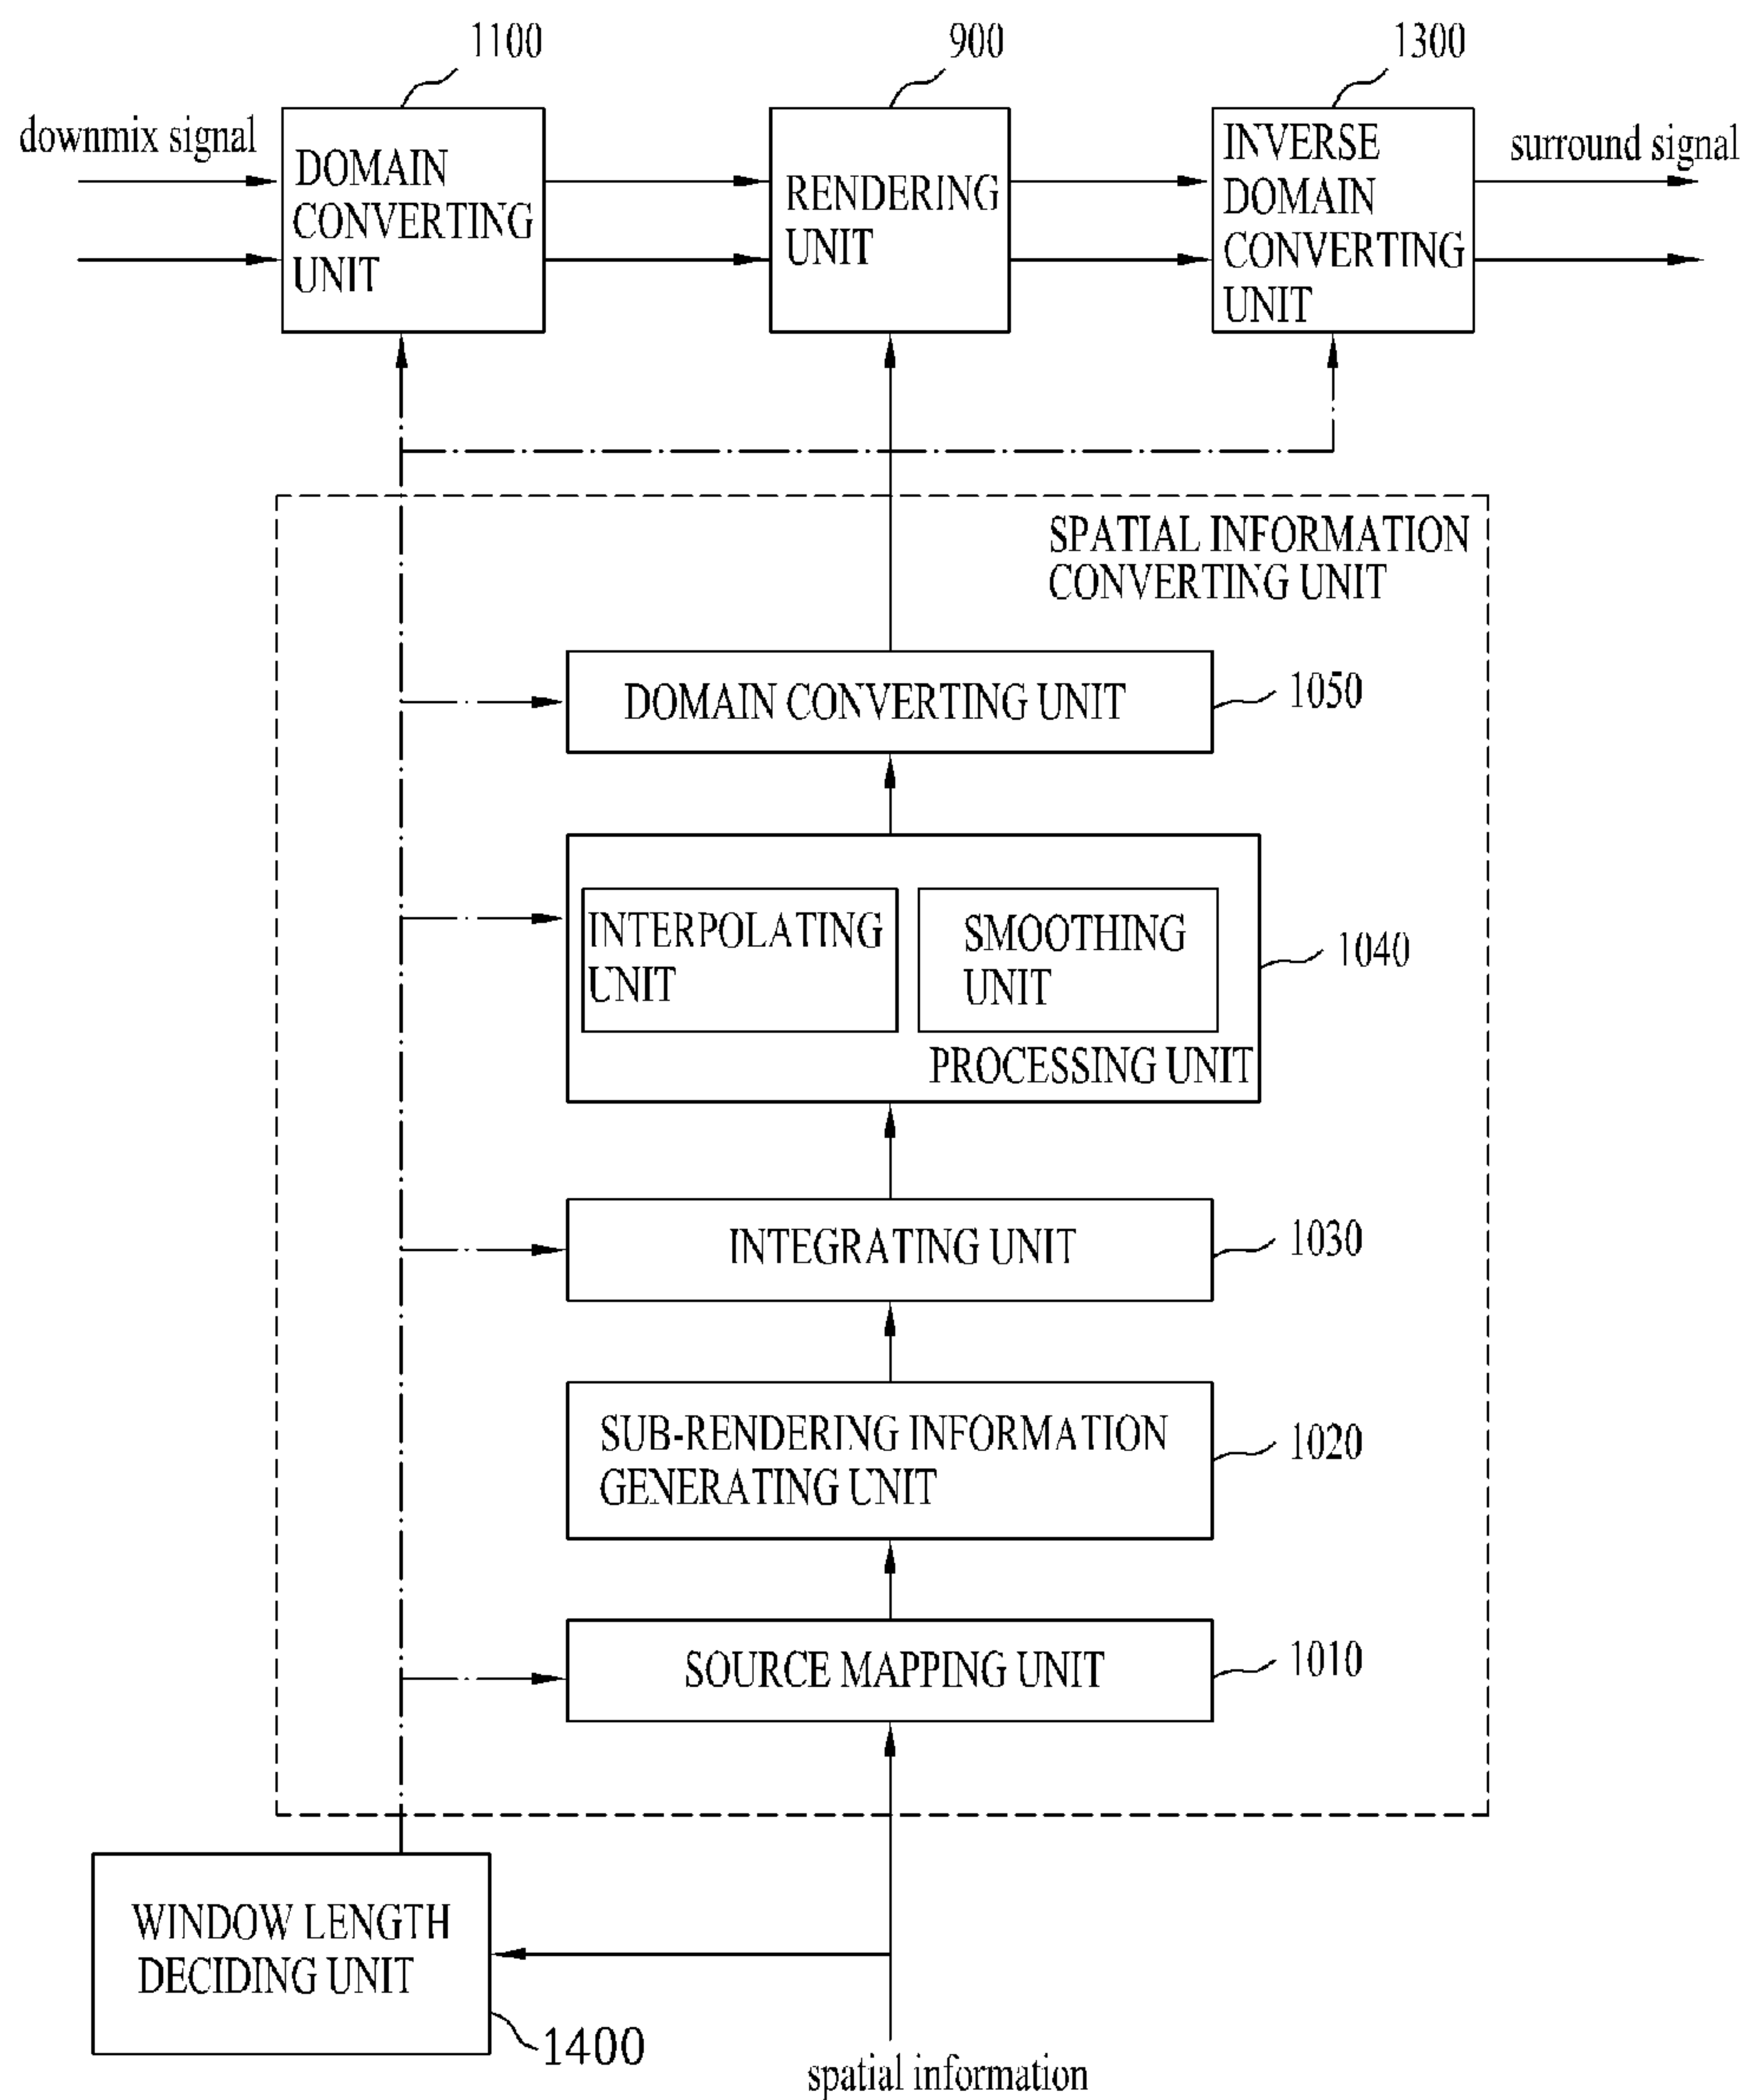 1100
900
1300
downmix signal
DOMAIN
CONVERTING
UNIT
RENDERING
UNIT
INVERSE
DOMAIN
CONVERTING
UNIT
surround signal
SPATIAL INFORMATION
CONVERTING UNIT
DOMAIN CONVERTING UNIT
1050
INTERPOLATING
UNIT
SMOOTHING
UNIT
PROCESSING UNIT
1040
INTEGRATING UNIT
1030
SUB-RENDERING INFORMATION
GENERATING UNIT
1020
SOURCE MAPPING UNIT
1010
WINDOW LENGTH
DECIDING UNIT
1400
spatial information